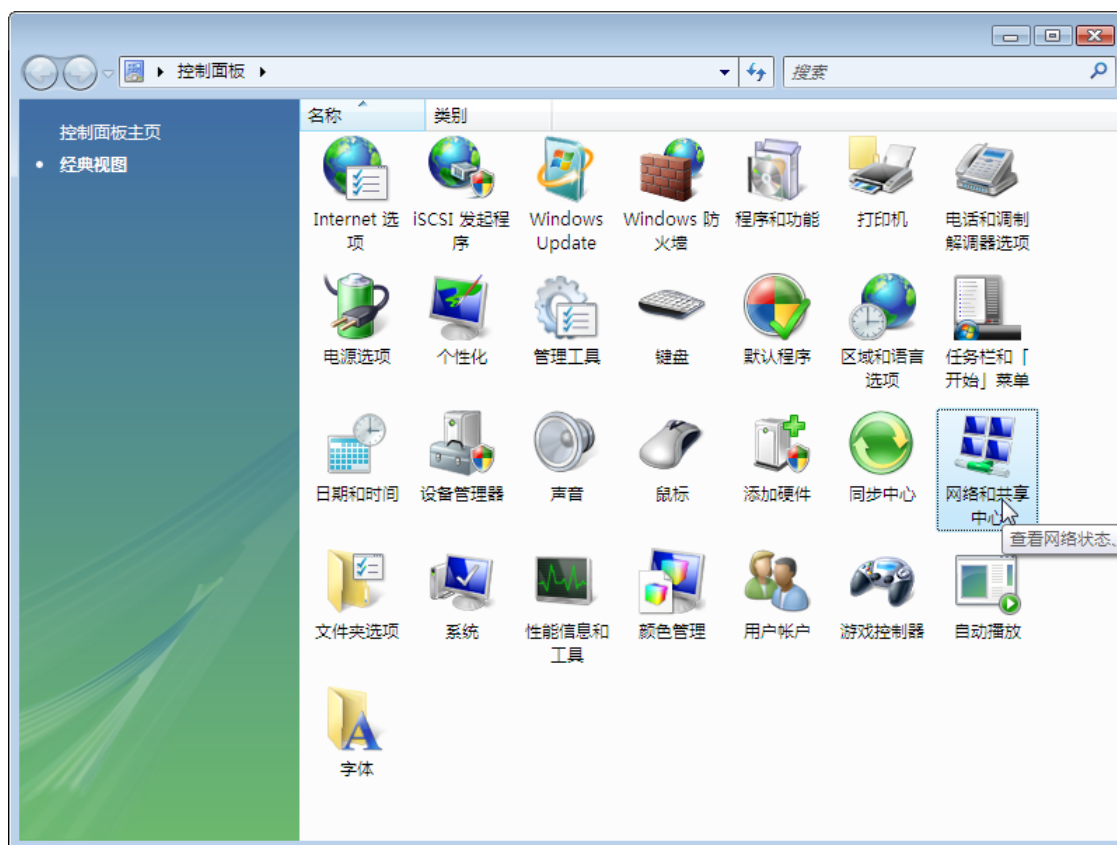 控制面板
搜索
控制面板主页
经典视图
名称
类别
Internet 选
项
iSCSI 发起程
序
Windows
Update
Windows 防
火墙
程序和功能
打印机
电话和调制
解调器选项
电源选项
个性化
管理工具
键盘
默认程序
区域和语言
选项
任务栏和「
开始」菜单
日期和时间
设备管理器
声音
鼠标
添加硬件
同步中心
网络和共享
中心
查看网络状态、
文件夹选项
系统
性能信息和
工具
颜色管理
用户帐户
游戏控制器
自动播放
字体